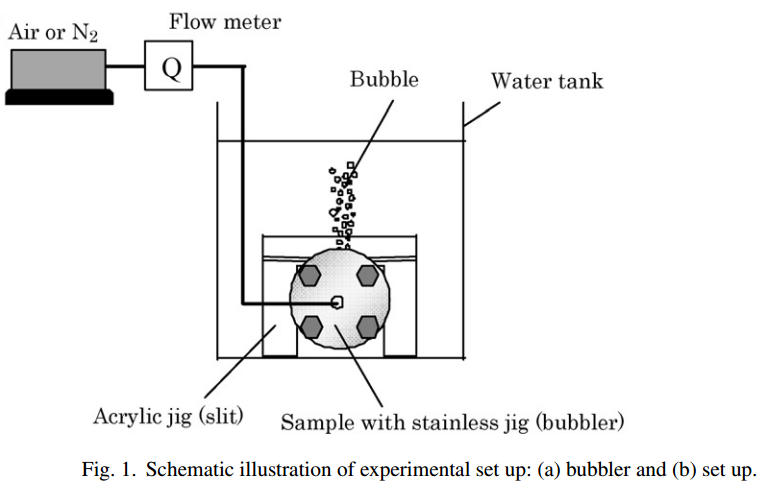 Flow meter
Air or N₂
Q
Bubble
Water tank
Acrylic jig (slit)
Sample with stainless jig (bubbler)
Fig. 1. Schematic illustration of experimental set up: (a) bubbler and (b) set up.